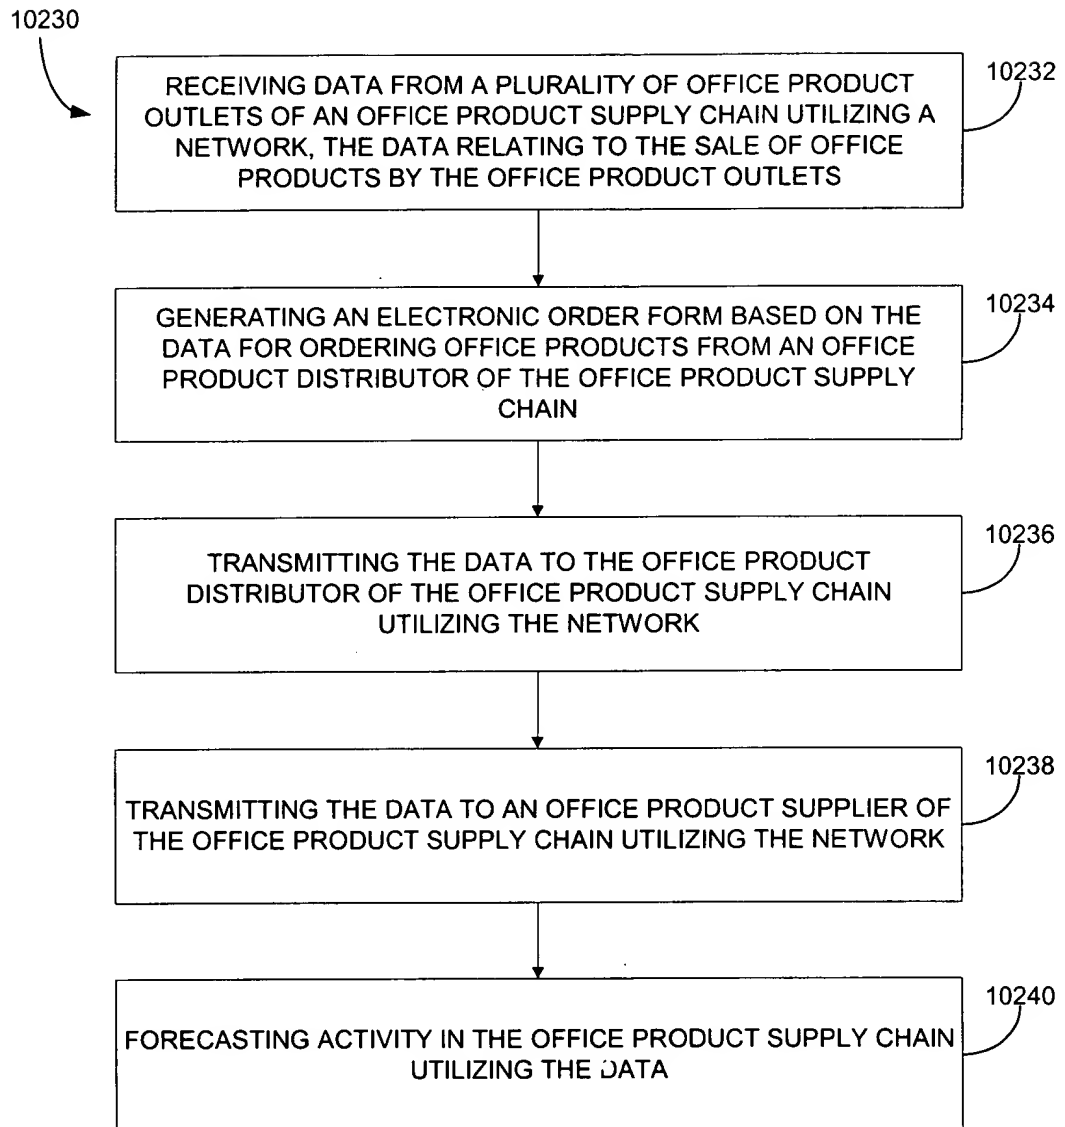 10230
RECEIVING DATA FROM A PLURALITY OF OFFICE PRODUCT
OUTLETS OF AN OFFICE PRODUCT SUPPLY CHAIN UTILIZING A
NETWORK, THE DATA RELATING TO THE SALE OF OFFICE
PRODUCTS BY THE OFFICE PRODUCT OUTLETS
10232
GENERATING AN ELECTRONIC ORDER FORM BASED ON THE
DATA FOR ORDERING OFFICE PRODUCTS FROM AN OFFICE
PRODUCT DISTRIBUTOR OF THE OFFICE PRODUCT SUPPLY
CHAIN
10234
TRANSMITTING THE DATA TO THE OFFICE PRODUCT
DISTRIBUTOR OF THE OFFICE PRODUCT SUPPLY CHAIN
UTILIZING THE NETWORK
10236
TRANSMITTING THE DATA TO AN OFFICE PRODUCT SUPPLIER OF
THE OFFICE PRODUCT SUPPLY CHAIN UTILIZING THE NETWORK
10238
FORECASTING ACTIVITY IN THE OFFICE PRODUCT SUPPLY CHAIN
UTILIZING THE DATA
10240